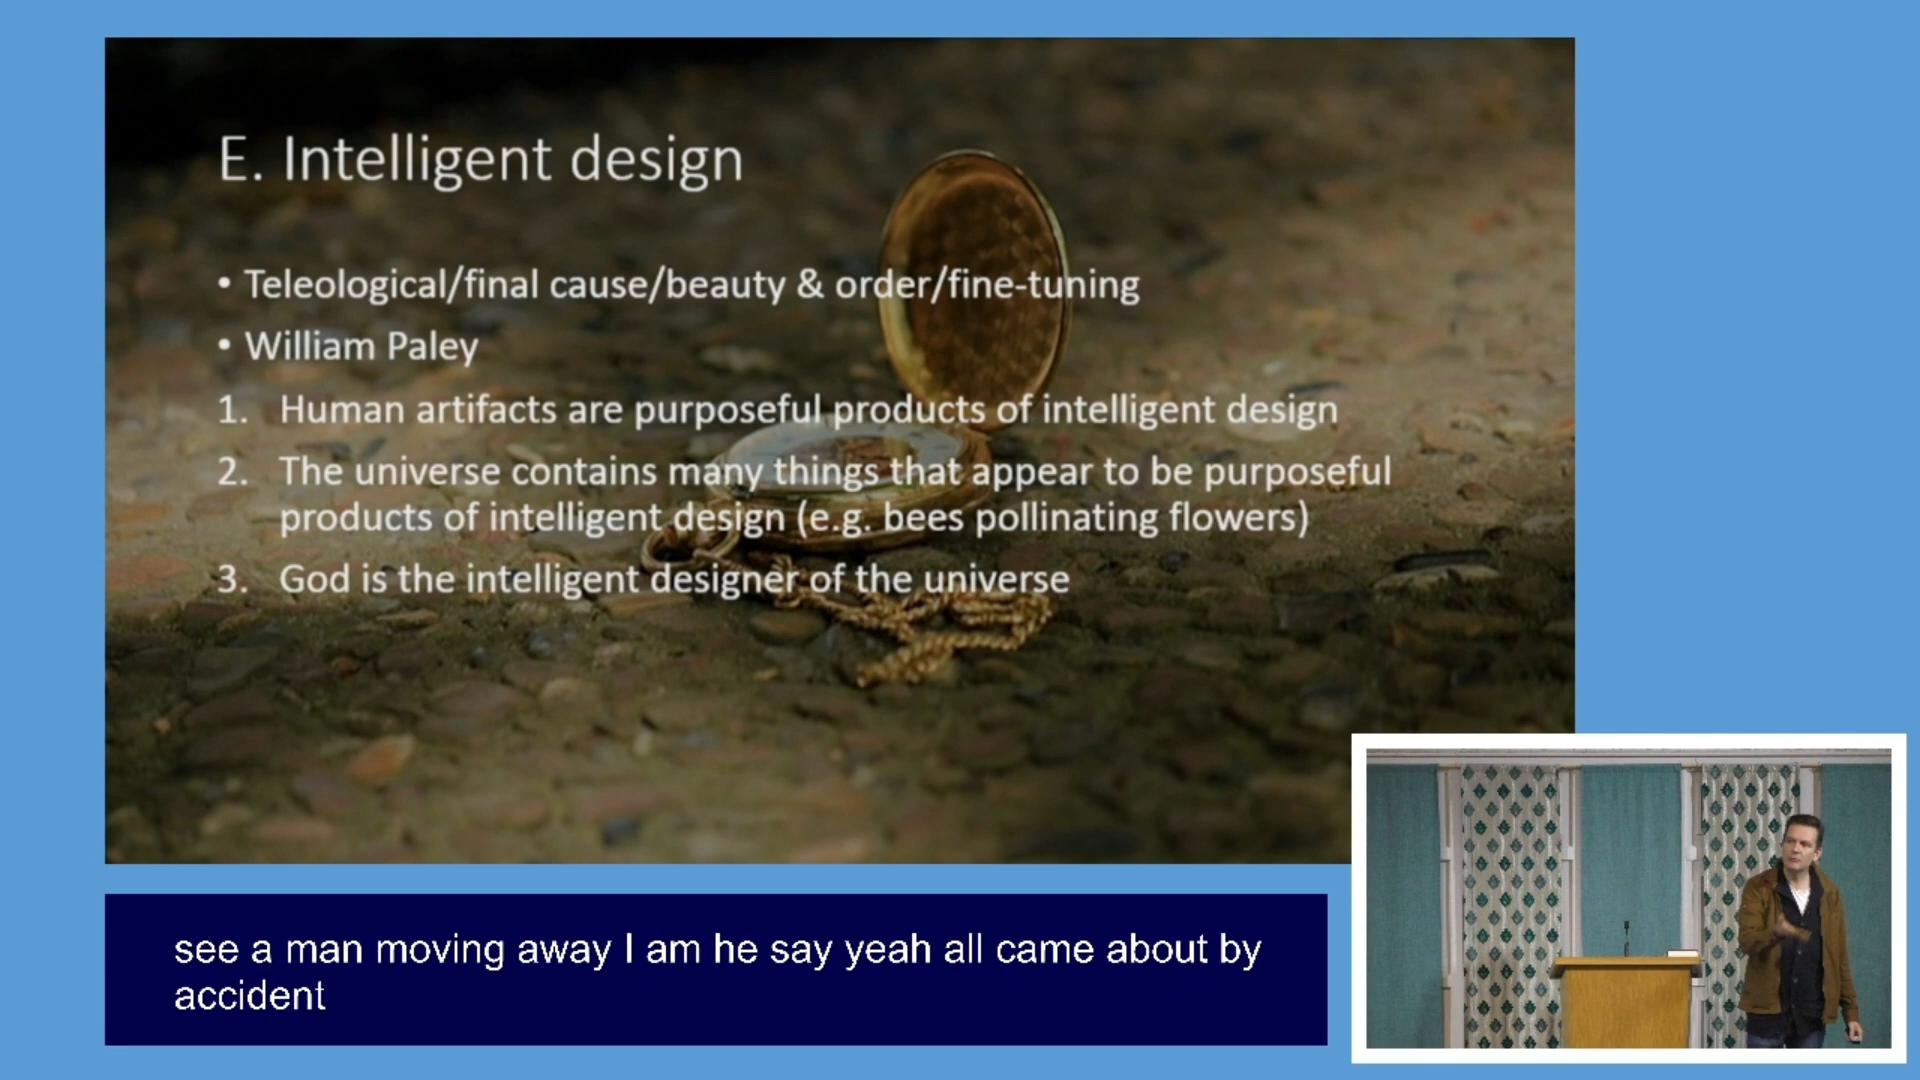 E. Intelligent design
• Teleological/final cause/beauty & order/fine-tuning
• William Paley
1. Human artifacts are purposeful products of intelligent design
2. The universe contains many things that appear to be purposeful
products of intelligent design (e.g. bees pollinating flowers)
3. God is the intelligent designer of the universe
see a man moving away I am he say yeah all came about by
accident